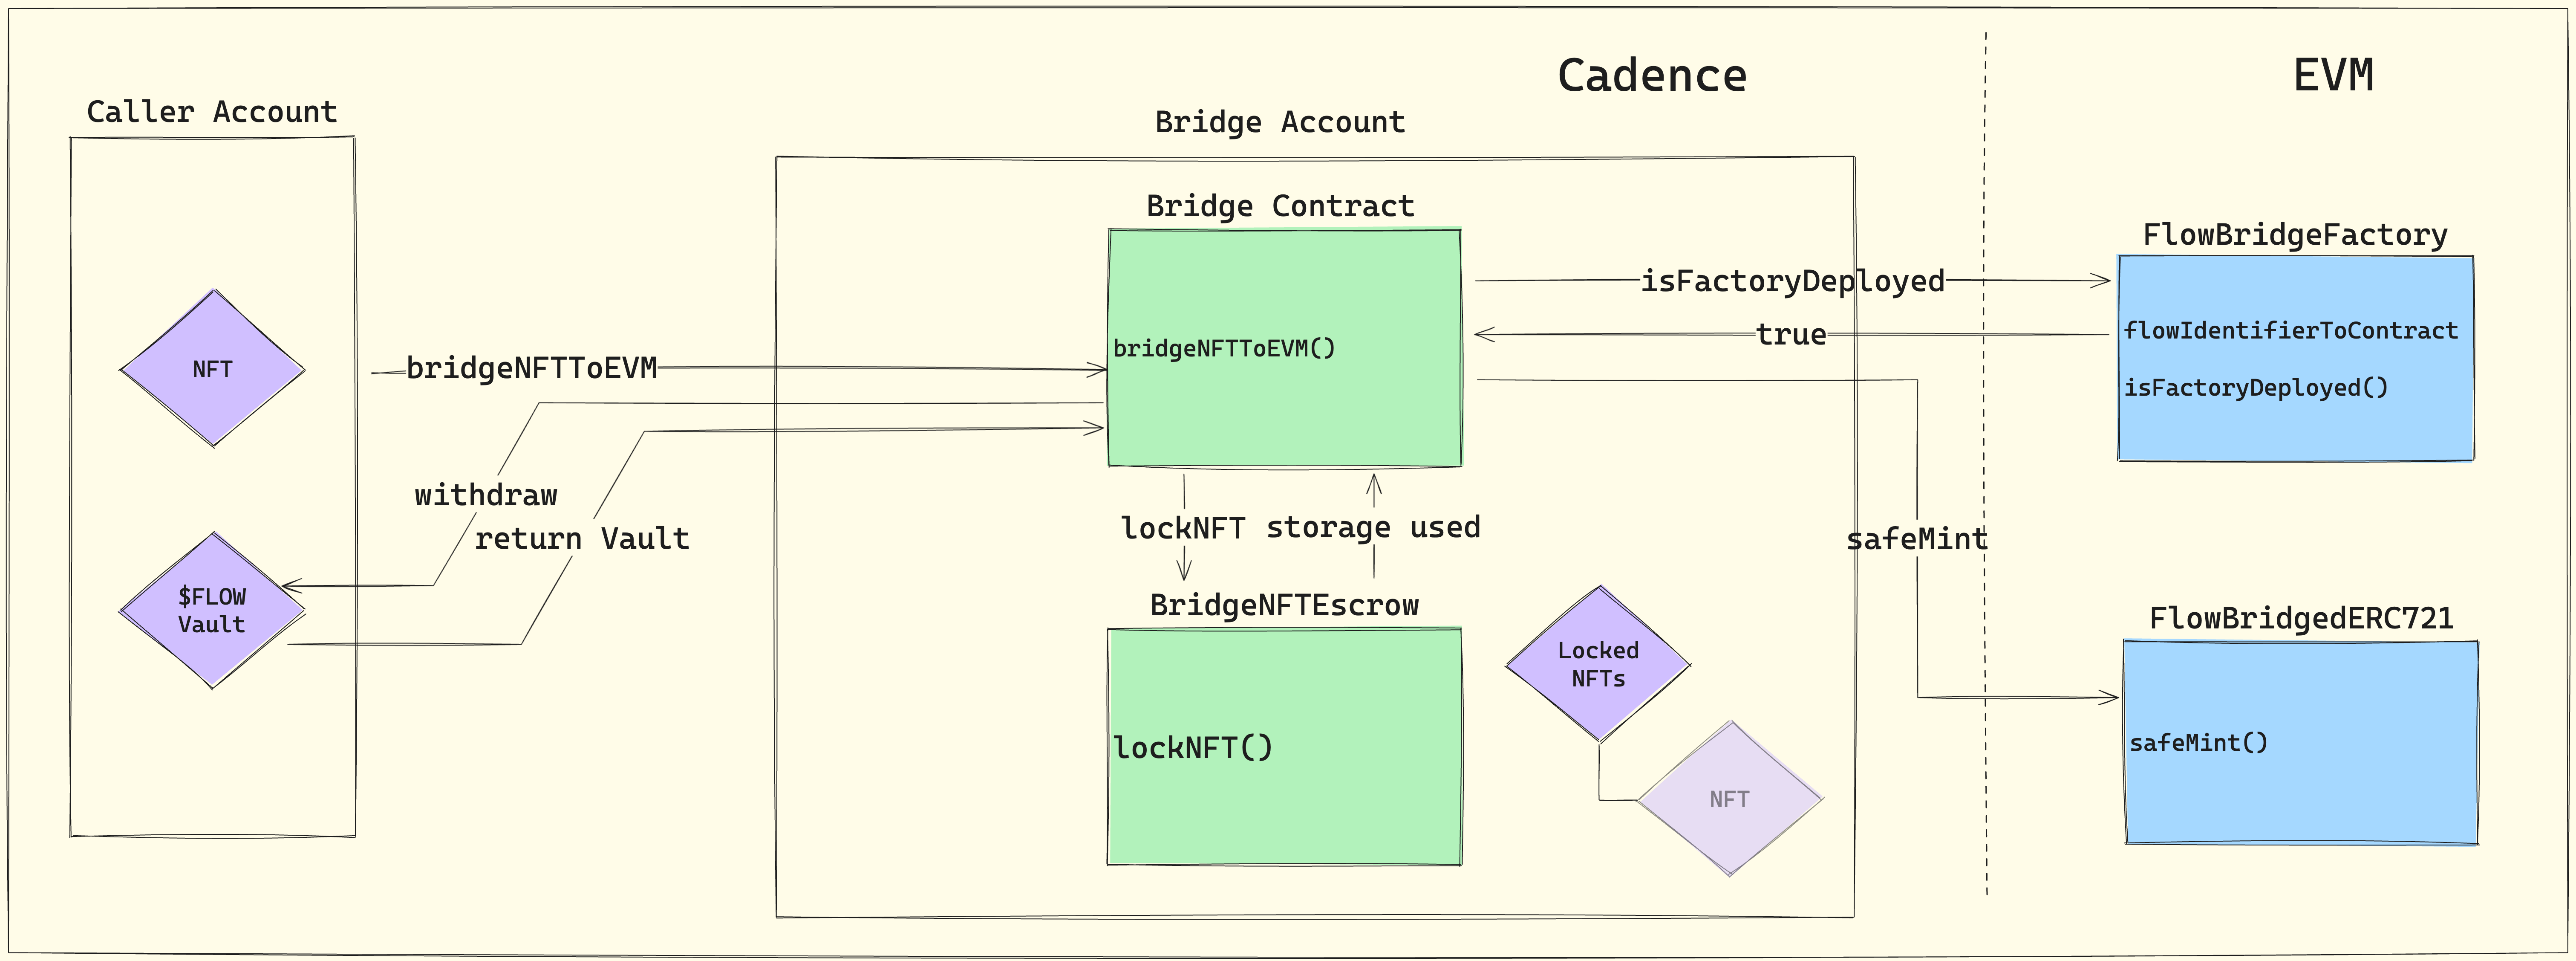 Cadence
EVM
Caller Account
NFT
$FLOW
Vault
bridgeNFTToEVM
withdraw
return Vault
Bridge Account
Bridge Contract
bridgeNFTToEVM()
lockNFT
storage used
BridgeNFTEscrow
lockNFT()
Locked
NFTs
NFT
isFactoryDeployed
true
safeMint
FlowBridgeFactory
flowIdentifierToContract
isFactoryDeployed()
FlowBridgedERC721
safeMint()